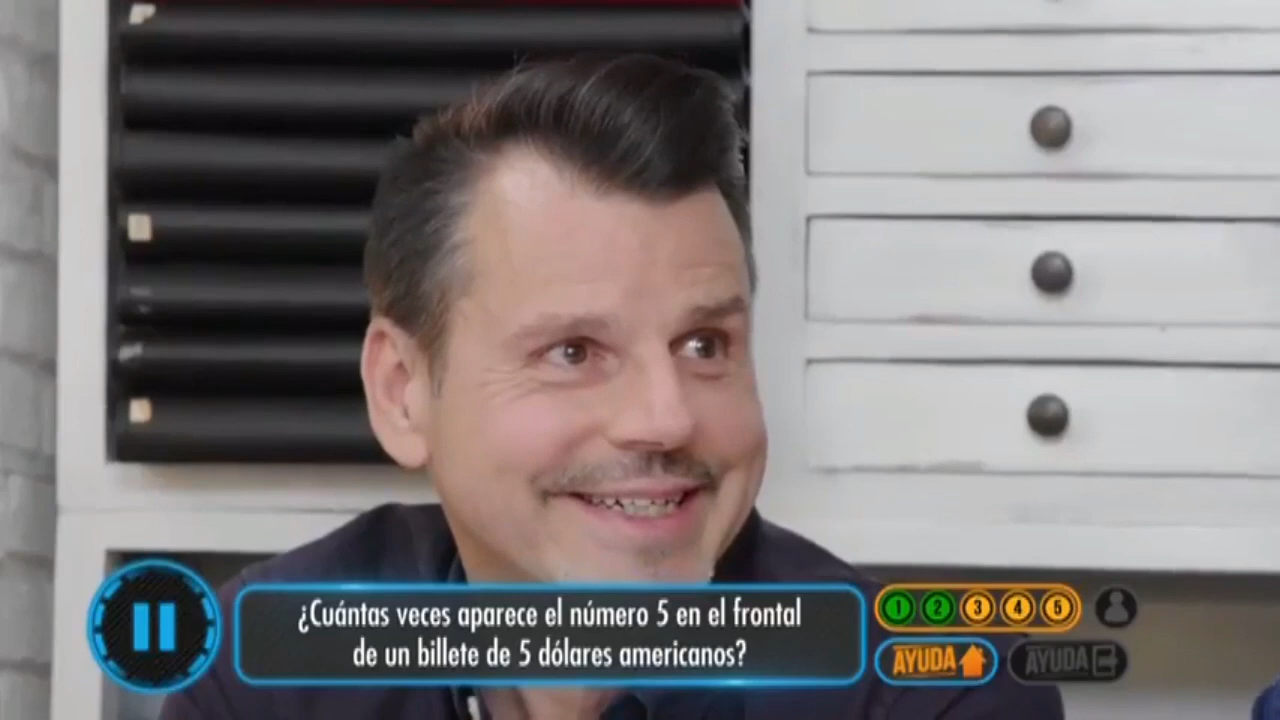 ¿Cuántas veces aparece el número 5 en el frontal
de un billete de 5 dólares americanos?
1 2 3 4 5
AYUDA
AYUDA